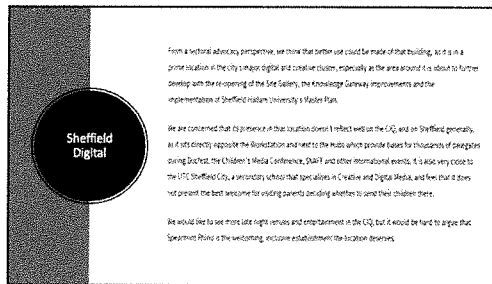 Sheffield
Digital
From a sectoral advocacy perspective, we think that better use could be made of that building, as it is in a
prime location in the city's major digital and creative cluster, especially as the area around it is about to further
develop with the re-opening of the Site Gallery, the Knowledge Gateway improvements and the
implementation of Sheffield Hallam University's Master Plan.
We are concerned that its presence in that location doesn't reflect well on the CIQ, and on Sheffield generally,
as it sits directly opposite the Workstation and next to the Hubs which provide bases for thousands of delegates
during Docfest, the Children's Media Conference, SMAFF and other international events. It is also very close to
the UTC Sheffield City, a secondary school that specialises in Creative and Digital Media, and feels that it does
not present the best welcome for visiting parents deciding whether to send their children there.
We would like to see more late night venues and entertainment in the CIQ, but it would be hard to argue that
Spearmint Rhino is the welcoming, inclusive establishment the location deserves.